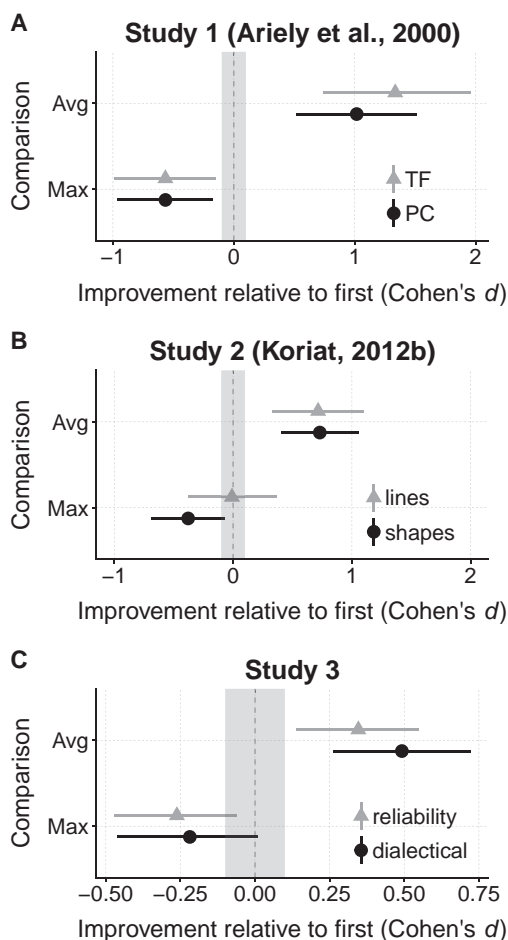 A
Study 1 (Ariely et al., 2000)
Comparison
Avg
Max
TF
PC
−1 0 1 2
Improvement relative to first (Cohen's d)
B
Study 2 (Koriat, 2012b)
Comparison
Avg
Max
lines
shapes
−1 0 1 2
Improvement relative to first (Cohen's d)
C
Study 3
Comparison
Avg
Max
reliability
dialectical
−0.50 −0.25 0.00 0.25 0.50 0.75
Improvement relative to first (Cohen's d)